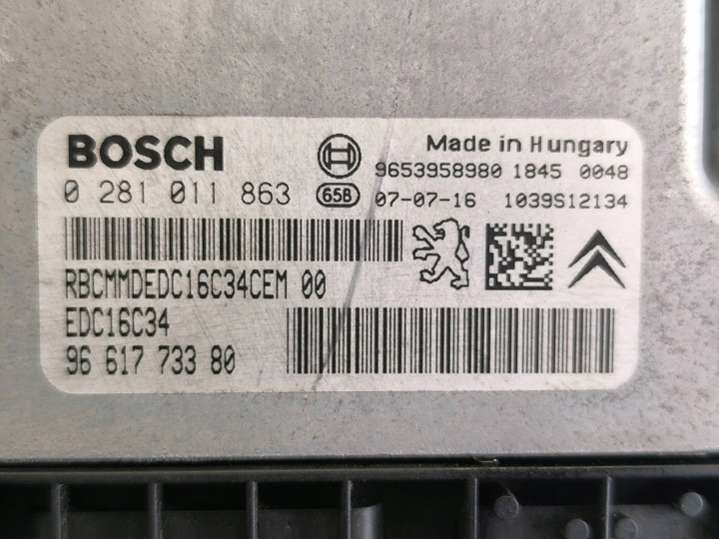 BOSCH
Made in Hungary
9653958980 1845 0048
0 281 011 863
65B
07-07-16 1039S12134
RBCMMDEDC16C34CEM 00
EDC16C34
96 617 733 80